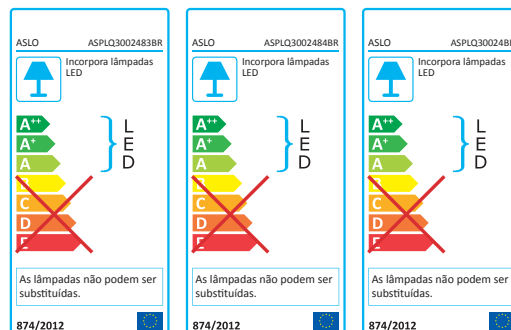 ASLO ASPLQ3002483BR
Incorpora lâmpadas
LED
A++
A+
A
C
D
L
E
D
As lâmpadas não podem ser
substituídas.
874/2012
ASLO ASPLQ3002484BR
Incorpora lâmpadas
LED
A++
A+
A
C
D
L
E
D
As lâmpadas não podem ser
substituídas.
874/2012
ASLO ASPLQ30024
Incorpora lâmpadas
LED
A++
A+
A
C
D
L
E
D
As lâmpadas não podem ser
substituídas.
874/2012